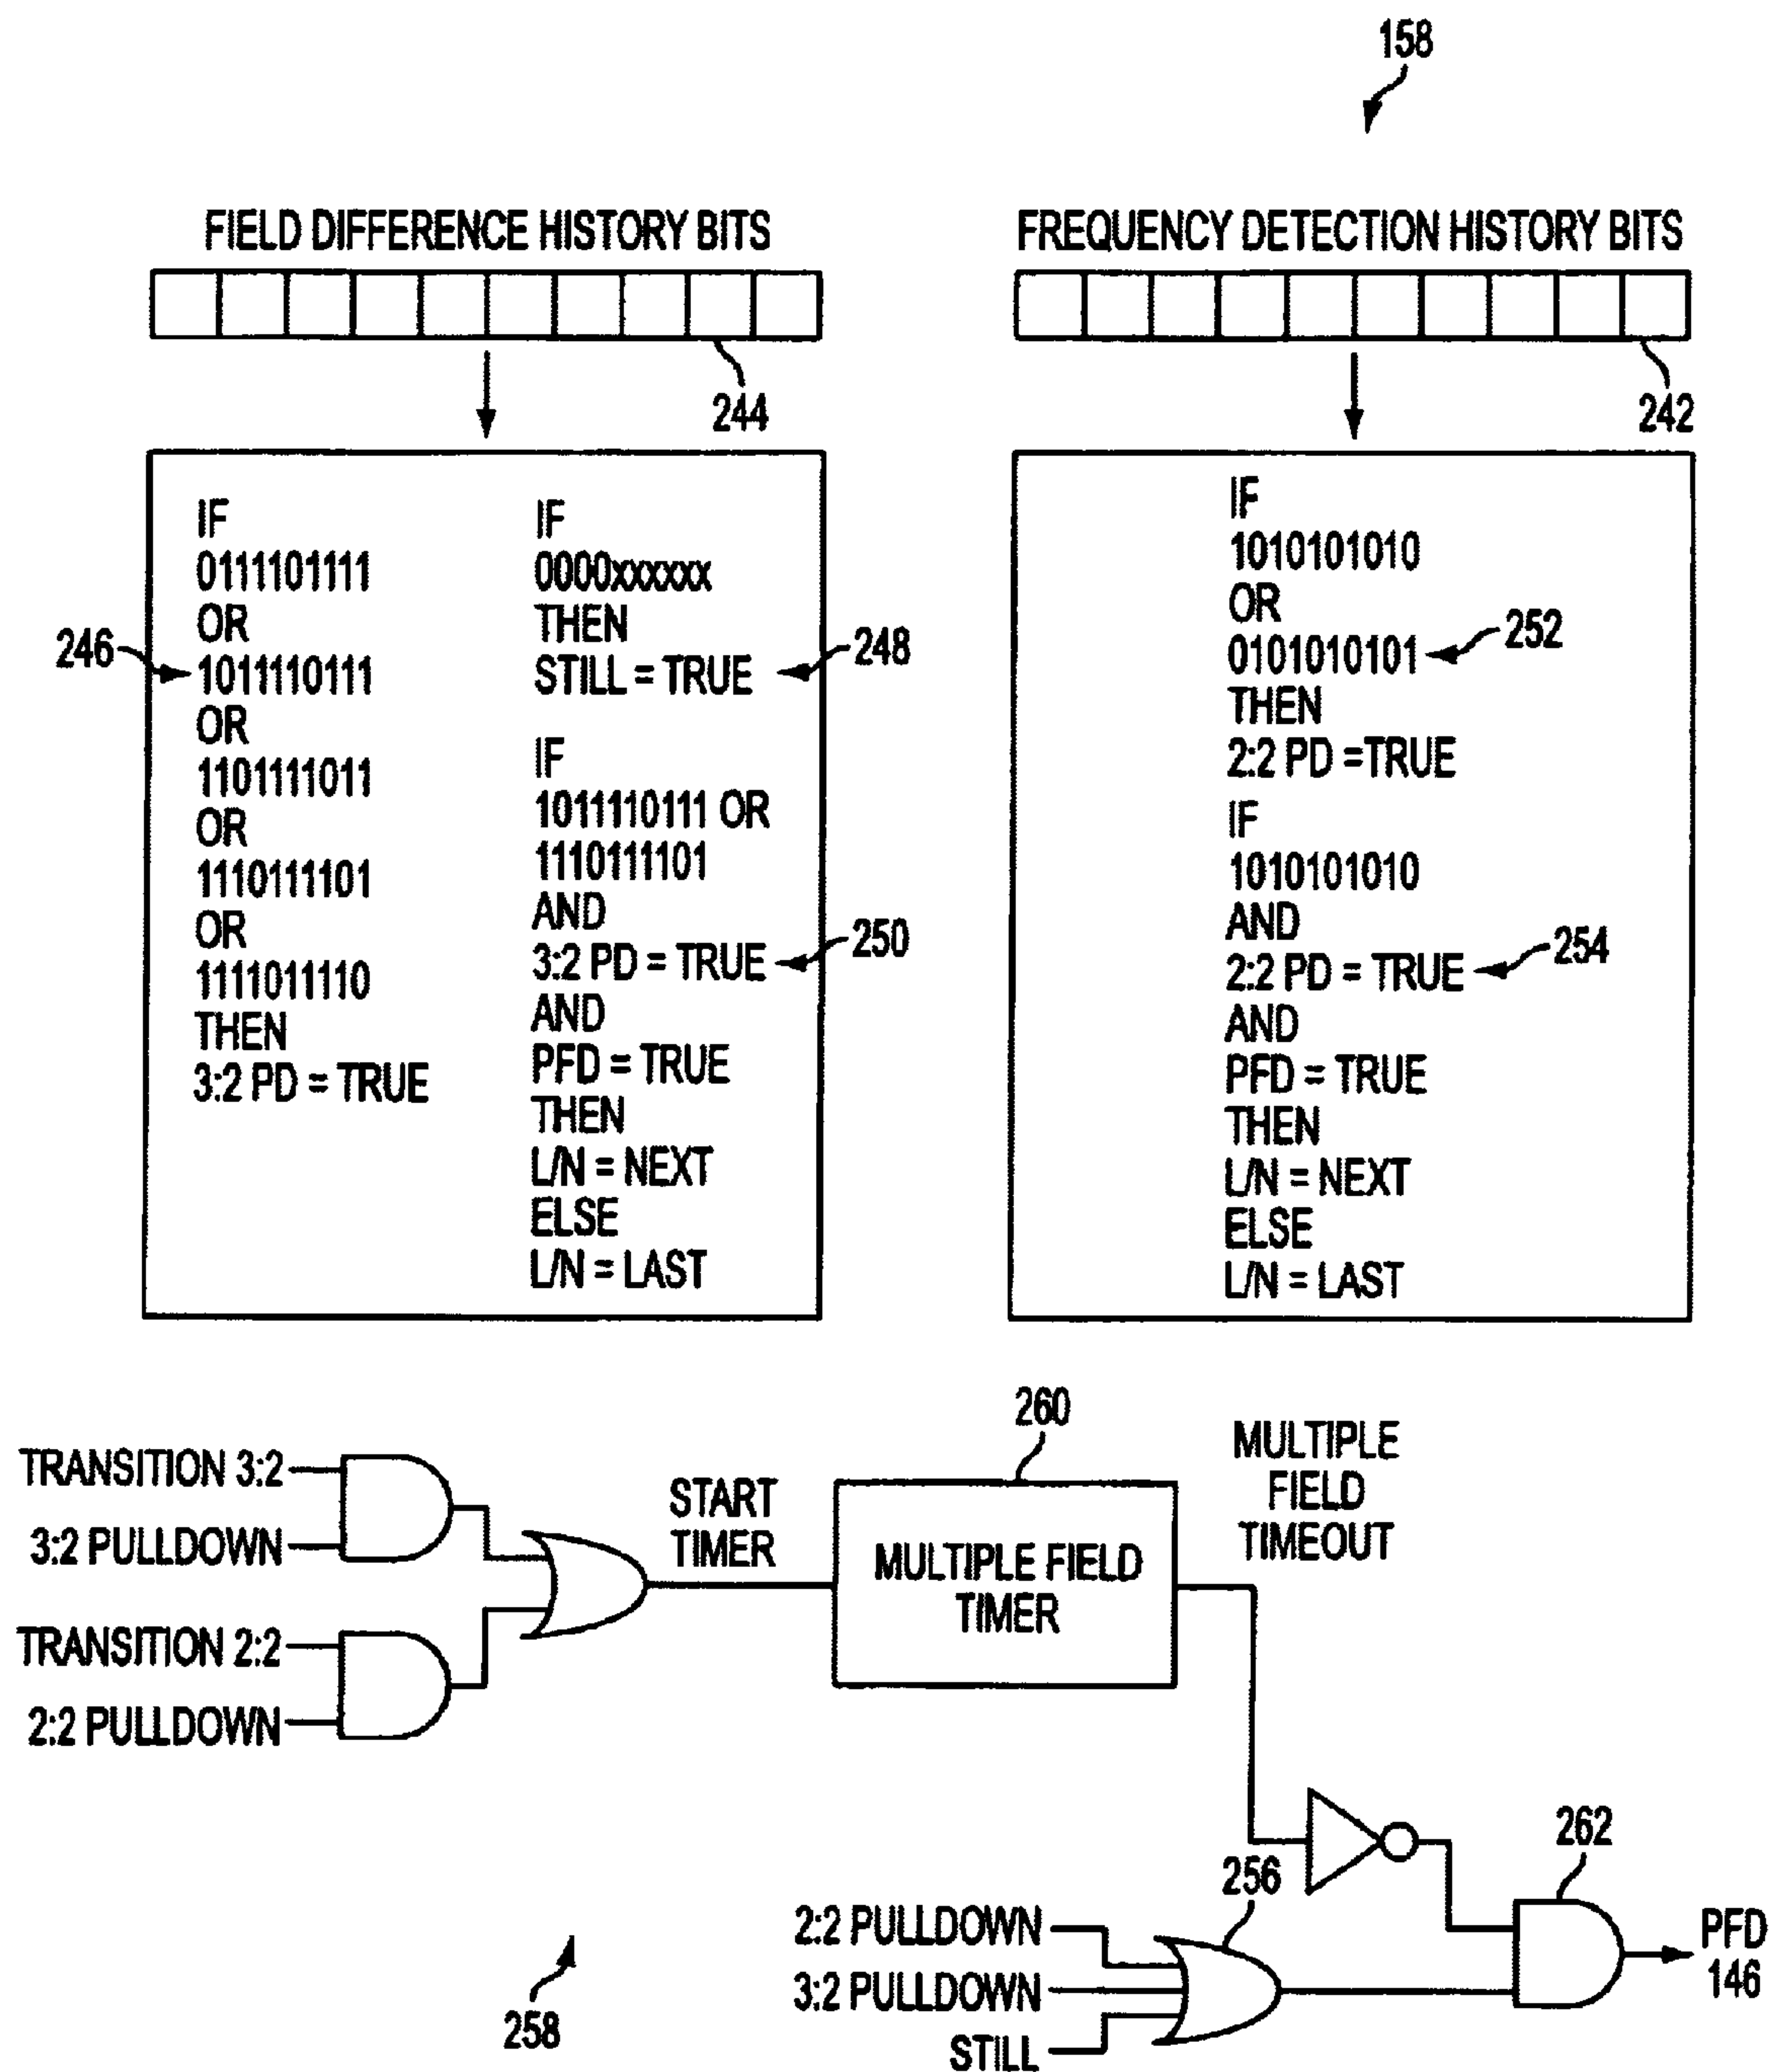 158
FIELD DIFFERENCE HISTORY BITS
244
IF
0111101111
OR
246
1011110111
OR
1101111011
OR
1110111101
OR
1111011110
THEN
3:2 PD = TRUE
IF
0000xxxxxx
THEN
STILL = TRUE
248
IF
1011110111 OR
1110111101
AND
3:2 PD = TRUE
250
AND
PFD = TRUE
THEN
L/N = NEXT
ELSE
L/N = LAST
FREQUENCY DETECTION HISTORY BITS
242
IF
1010101010
OR
0101010101
252
THEN
2:2 PD =TRUE
IF
1010101010
AND
2:2 PD = TRUE
254
AND
PFD = TRUE
THEN
L/N = NEXT
ELSE
L/N = LAST
TRANSITION 3:2
3:2 PULLDOWN
TRANSITION 2:2
2:2 PULLDOWN
START
TIMER
260
MULTIPLE FIELD
TIMER
MULTIPLE
FIELD
TIMEOUT
262
256
2:2 PULLDOWN
3:2 PULLDOWN
STILL
PFD
146
258